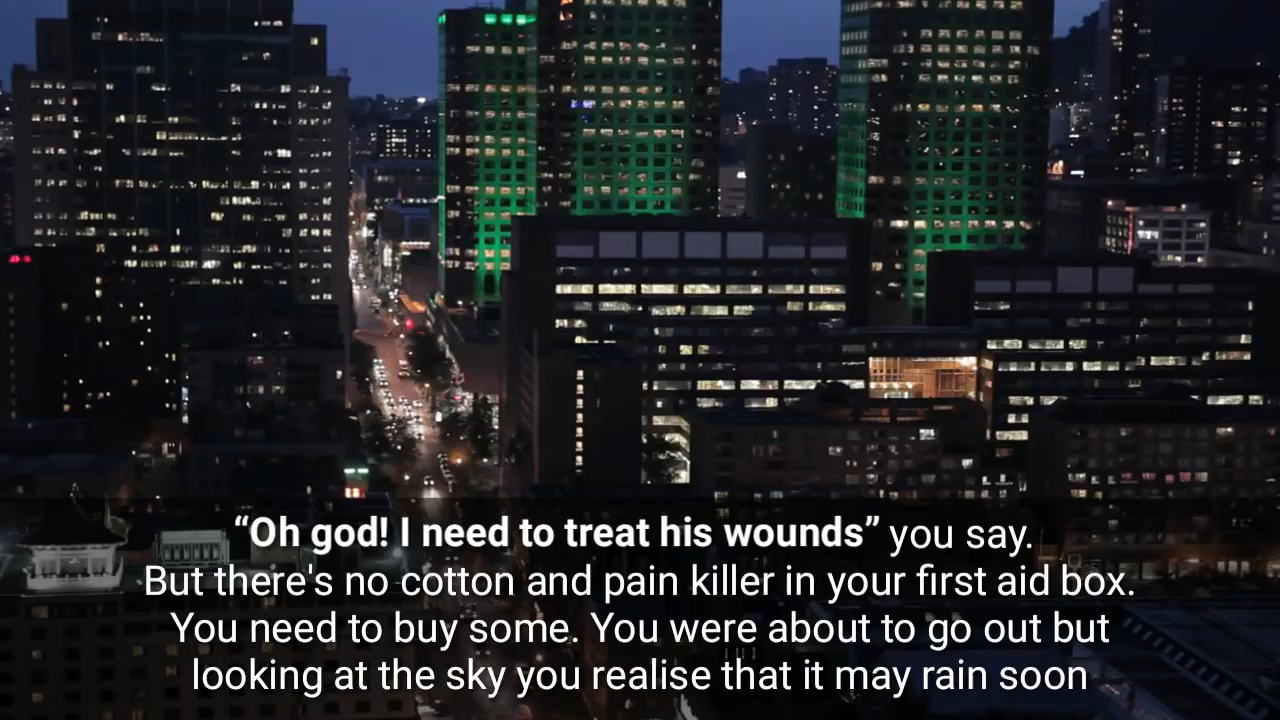 “Oh god! I need to treat his wounds” you say.
But there's no cotton and pain killer in your first aid box.
You need to buy some. You were about to go out but
looking at the sky you realise that it may rain soon